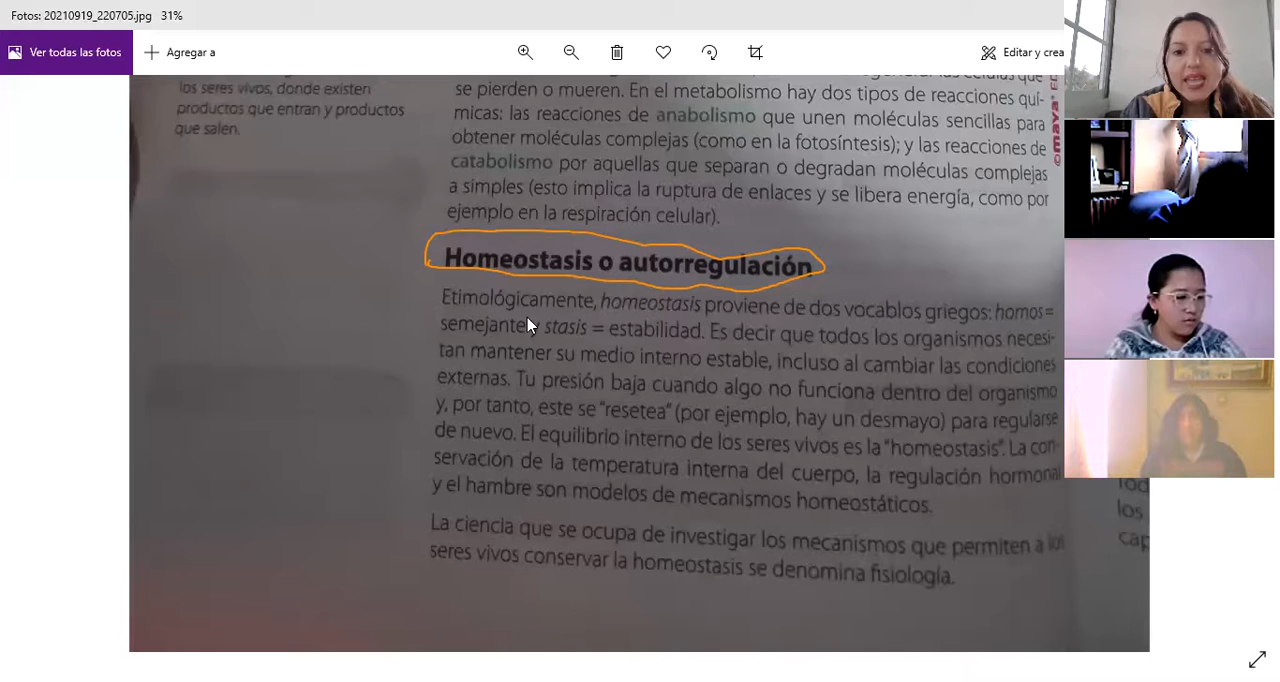 Fotos: 20210919_220705.jpg 31%
Ver todas las fotos
Agregar a
Editar y crea
los seres vivos, donde existen
productos que entran y productos
que salen.
se pierden o mueren. En el metabolismo hay dos tipos de reacciones quí-
micas: las reacciones de anabolismo que unen moléculas sencillas para
obtener moléculas complejas (como en la fotosíntesis); y las reacciones de
catabolismo por aquellas que separan o degradan moléculas complejas
a simples (esto implica la ruptura de enlaces y se libera energía, como por
ejemplo en la respiración celular).
©maya
Homeostasis o autorregulación
Etimológicamente, homeostasis proviene de dos vocablos griegos: homos =
semejante stasis = estabilidad. Es decir que todos los organismos necesi-
tan mantener su medio interno estable, incluso al cambiar las condiciones
externas. Tu presión baja cuando algo no funciona dentro del organismo
y, por tanto, este se “resetea” (por ejemplo, hay un desmayo) para regularse
de nuevo. El equilibrio interno de los seres vivos es la “homeostasis”. La con-
servación de la temperatura interna del cuerpo, la regulación hormonal
y el hambre son modelos de mecanismos homeostáticos.
La ciencia que se ocupa de investigar los mecanismos que permiten a los
seres vivos conservar la homeostasis se denomina fisiología.
los